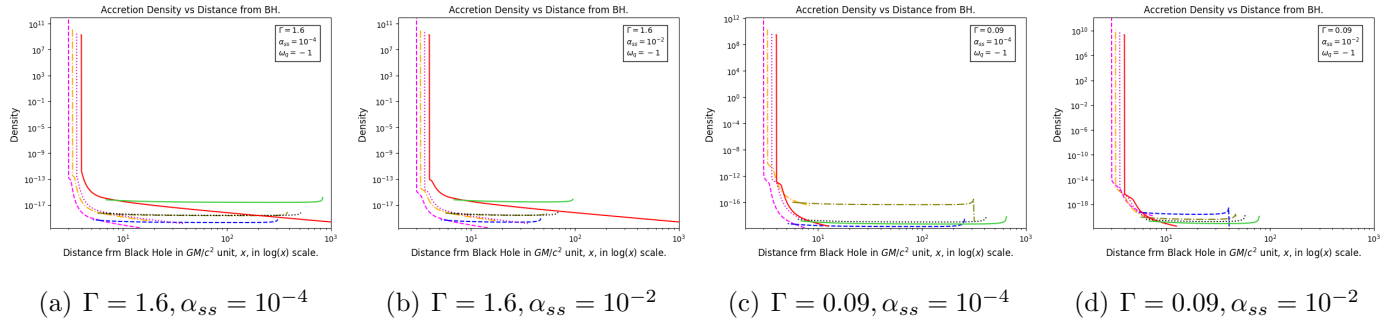 Accretion Density vs Distance from BH.
Density
10^11
10^7
10^3
10^-1
10^-5
10^-9
10^-13
10^-17
Γ = 1.6
α_ss = 10^-4
ω_q = − 1
10^1
10^2
10^3
Distance frm Black Hole in GM/c^2 unit, x, in log(x) scale.
(a) Γ = 1.6, α_ss = 10^-4
Accretion Density vs Distance from BH.
Density
10^11
10^7
10^3
10^-1
10^-5
10^-9
10^-13
10^-17
Γ = 1.6
α_ss = 10^-2
ω_q = − 1
10^1
10^2
10^3
Distance frm Black Hole in GM/c^2 unit, x, in log(x) scale.
(b) Γ = 1.6, α_ss = 10^-2
Accretion Density vs Distance from BH.
Density
10^12
10^8
10^4
10^0
10^-4
10^-8
10^-12
10^-16
Γ = 0.09
α_ss = 10^-4
ω_q = − 1
10^1
10^2
10^3
Distance frm Black Hole in GM/c^2 unit, x, in log(x) scale.
(c) Γ = 0.09, α_ss = 10^-4
Accretion Density vs Distance from BH.
Density
10^10
10^6
10^2
10^-2
10^-6
10^-10
10^-14
10^-18
Γ = 0.09
α_ss = 10^-2
ω_q = − 1
10^1
10^2
10^3
Distance frm Black Hole in GM/c^2 unit, x, in log(x) scale.
(d) Γ = 0.09, α_ss = 10^-2